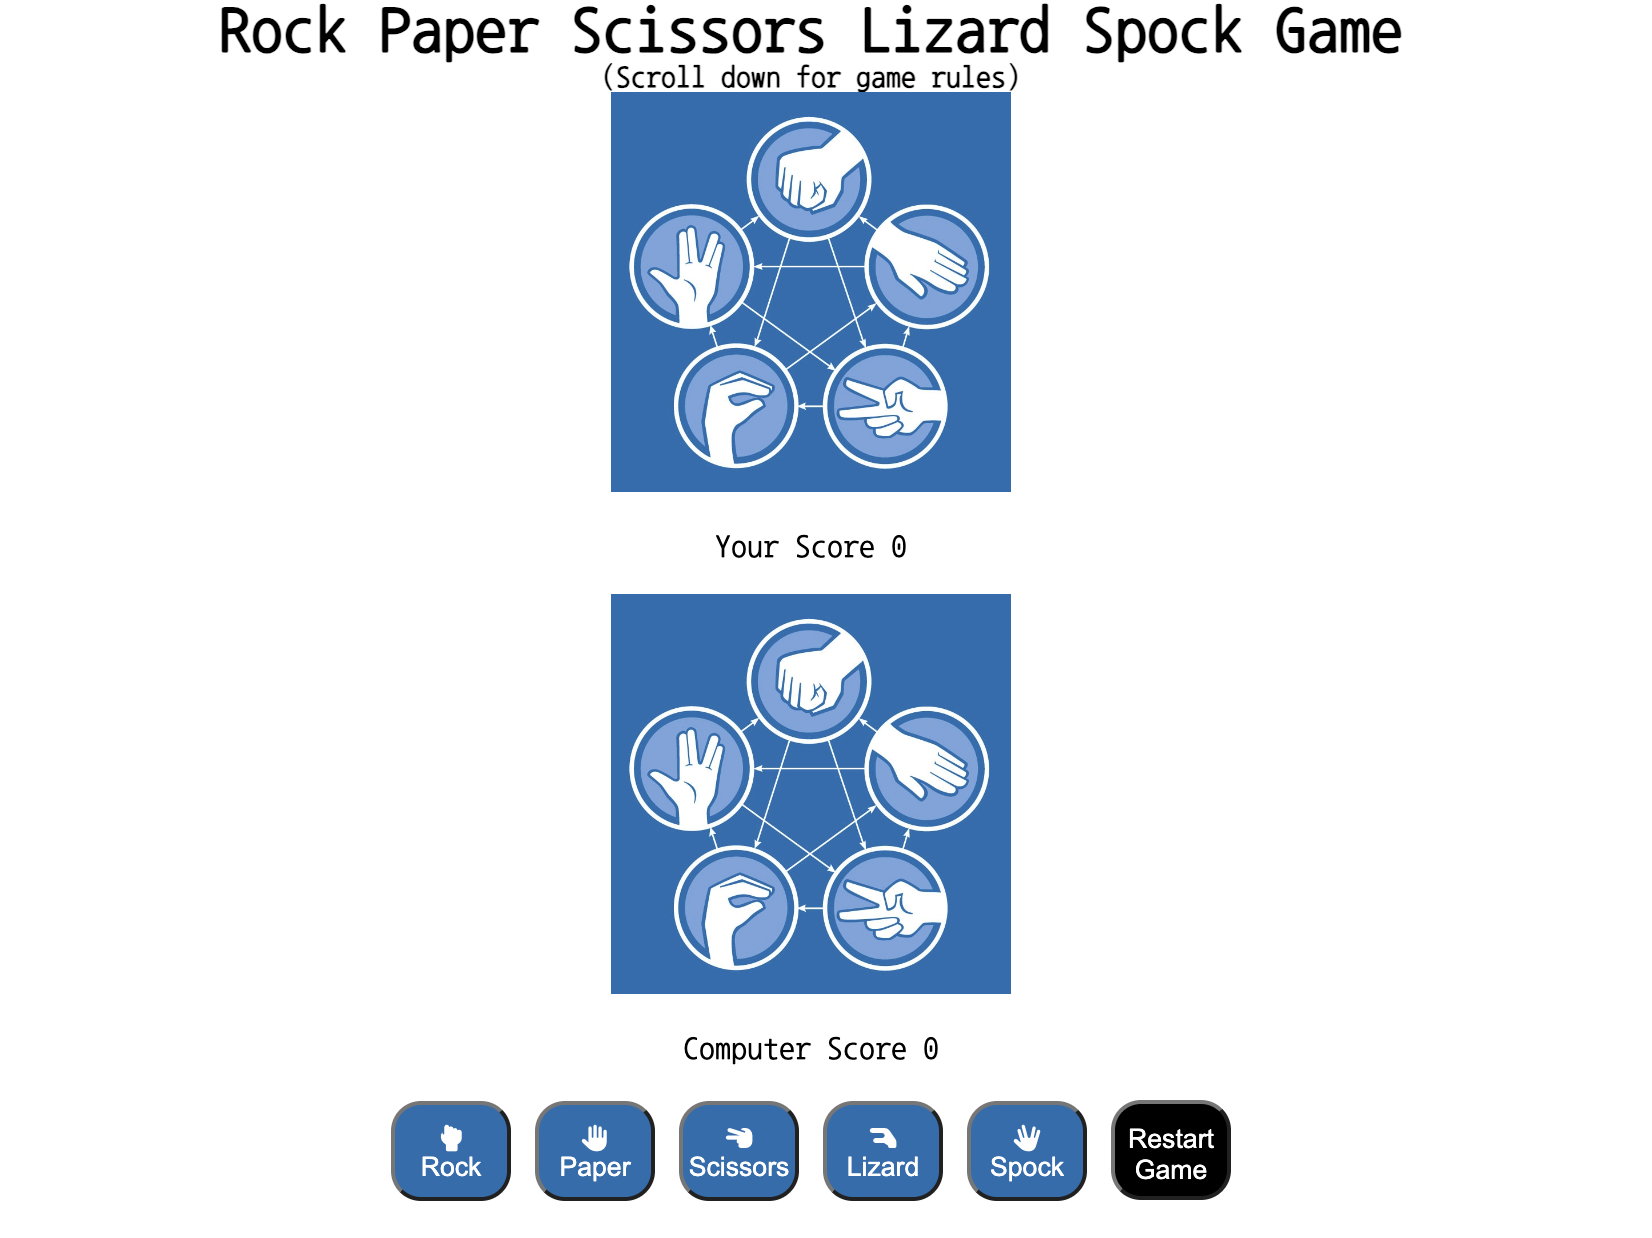 Rock Paper Scissors Lizard Spock Game
(Scroll down for game rules)
Your Score 0
Computer Score 0
Rock
Paper
Scissors
Lizard
Spock
Restart
Game